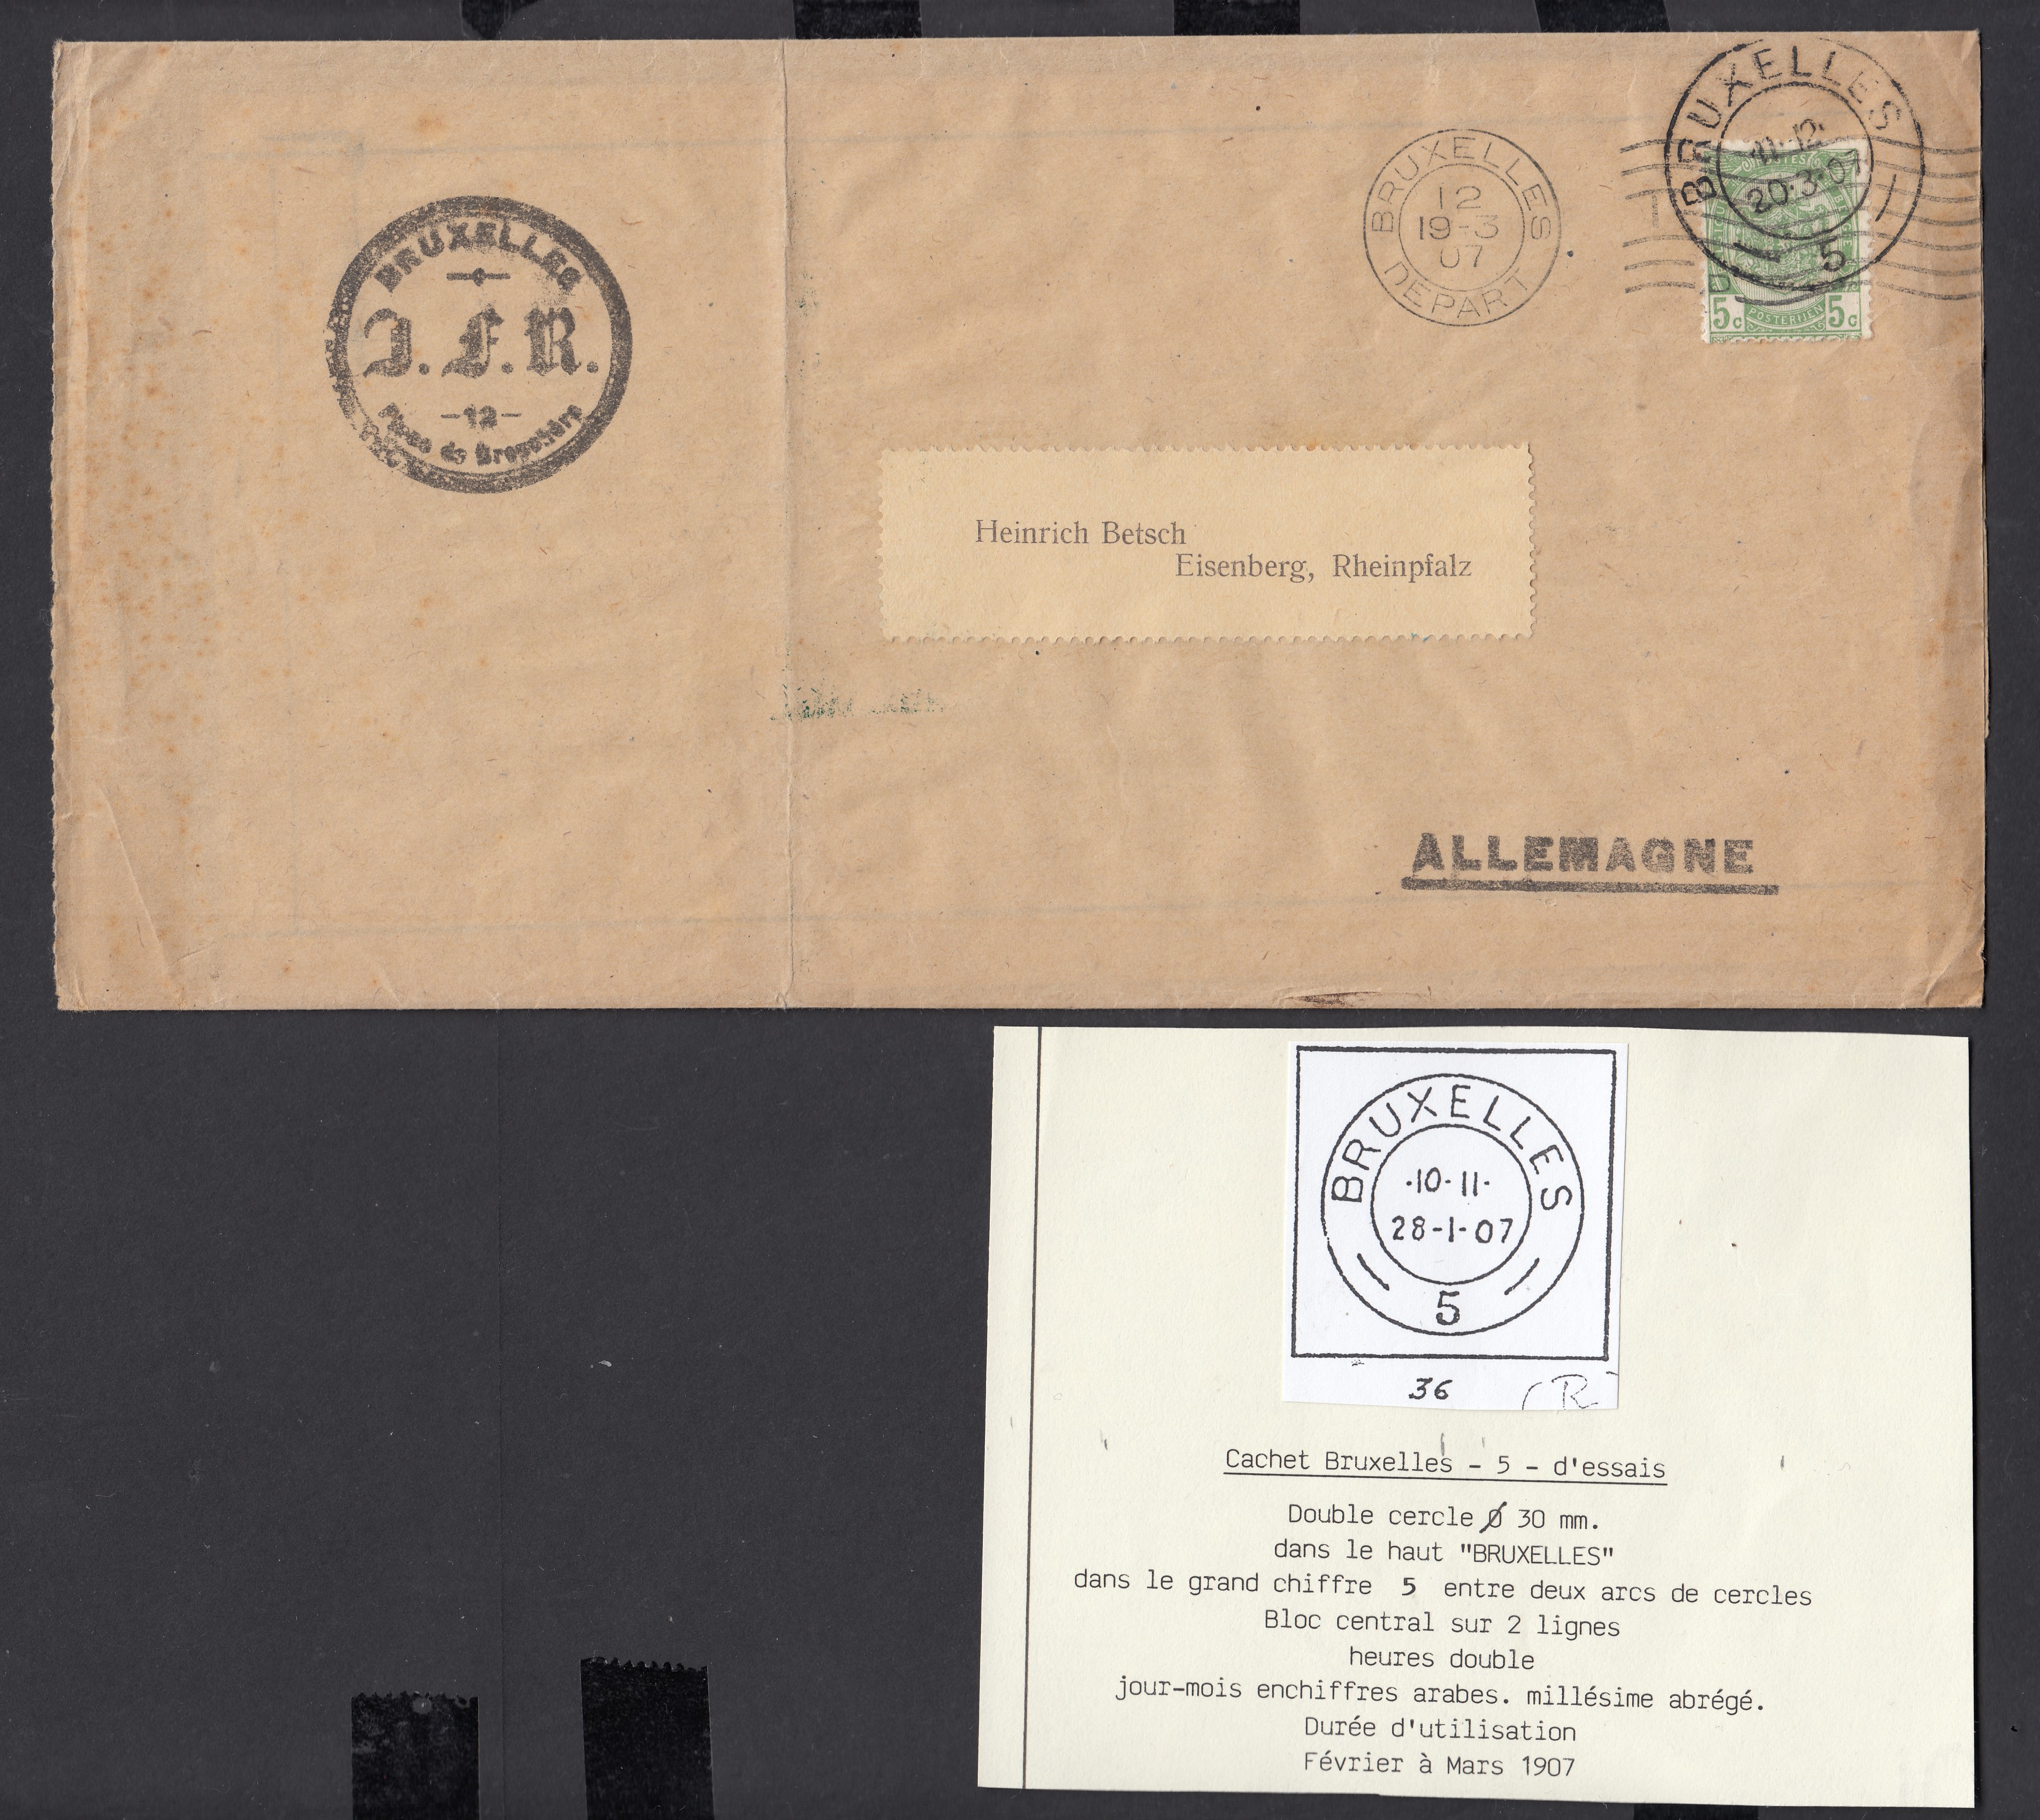 BRUXELLES
J. F. R.
-12-
BRUXELLES
12
19-3
07
DEPART
BRUXELLES
11-12
20·3·07
5
POSTES
5c POSTERIJEN 5c
Heinrich Betsch
Eisenberg, Rheinpfalz
ALLEMAGNE
BRUXELLES
·10-11·
28-1-07
5
36 (R
Cachet Bruxelles - 5 - d'essais
Double cercle Ø 30 mm.
dans le haut "BRUXELLES"
dans le grand chiffre 5 entre deux arcs de cercles
Bloc central sur 2 lignes
heures double
jour-mois enchiffres arabes. millésime abrégé.
Durée d'utilisation
Février à Mars 1907